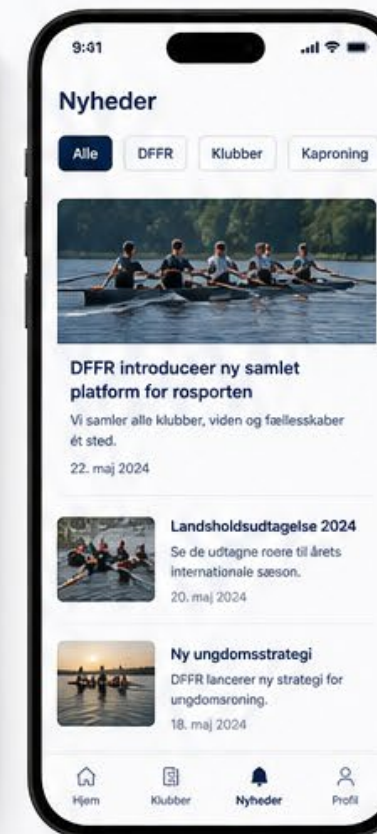 9:41
Nyheder
Alle DFFR Klubber Kaproning
DFFR introduceer ny samlet
platform for rosporten
Vi samler alle klubber, viden og fællesskaber
ét sted.
22. maj 2024
Landsholdsudtagelse 2024
Se de udtagne roere til årets
internationale sæson.
20. maj 2024
Ny ungdomsstrategi
DFFR lancerer ny strategi for
ungdomsroning.
18. maj 2024
Hjem Klubber Nyheder Profil